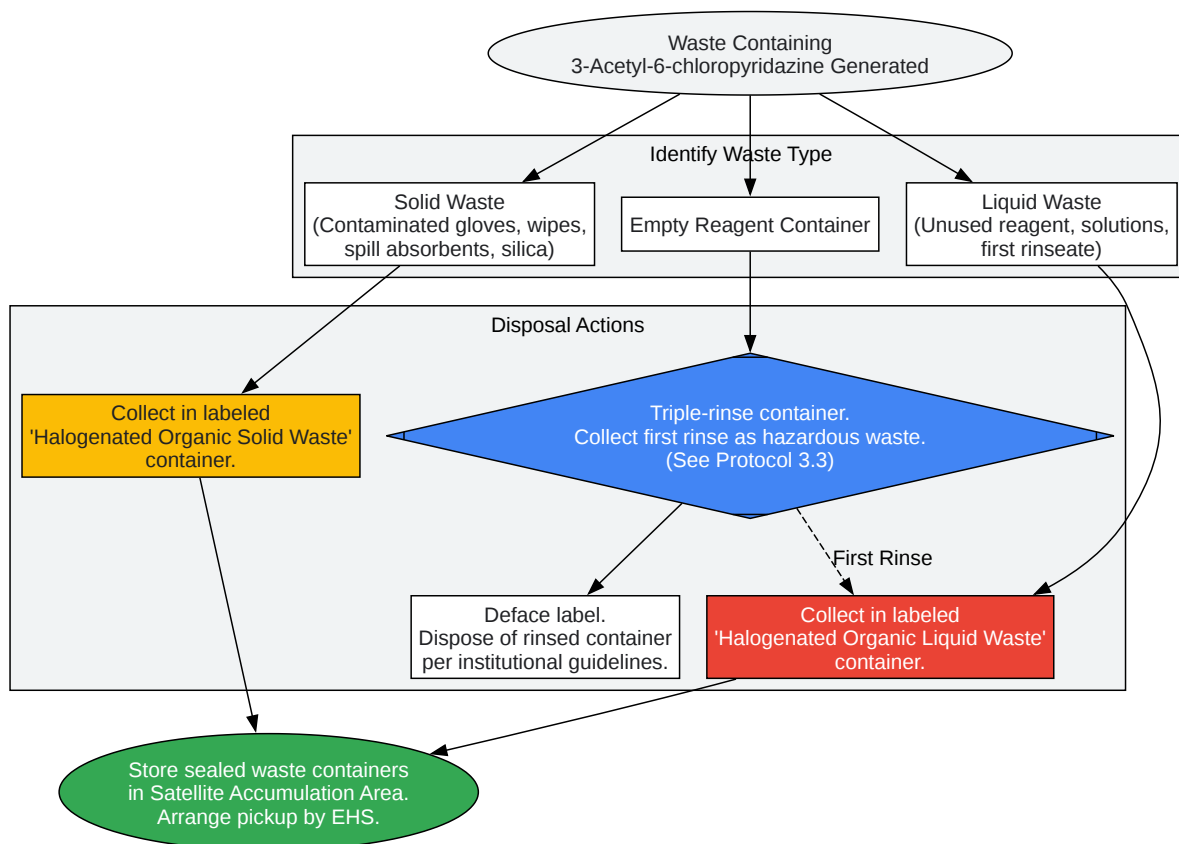 Waste Containing
3-Acetyl-6-chloropyridazine Generated
Identify Waste Type
Solid Waste
(Contaminated gloves, wipes,
spill absorbents, silica)
Empty Reagent Container
Liquid Waste
(Unused reagent, solutions,
first rinseate)
Disposal Actions
Collect in labeled
'Halogenated Organic Solid Waste'
container.
Triple-rinse container.
Collect first rinse as hazardous waste.
(See Protocol 3.3)
First Rinse
Deface label.
Dispose of rinsed container
per institutional guidelines.
Collect in labeled
'Halogenated Organic Liquid Waste'
container.
Store sealed waste containers
in Satellite Accumulation Area.
Arrange pickup by EHS.